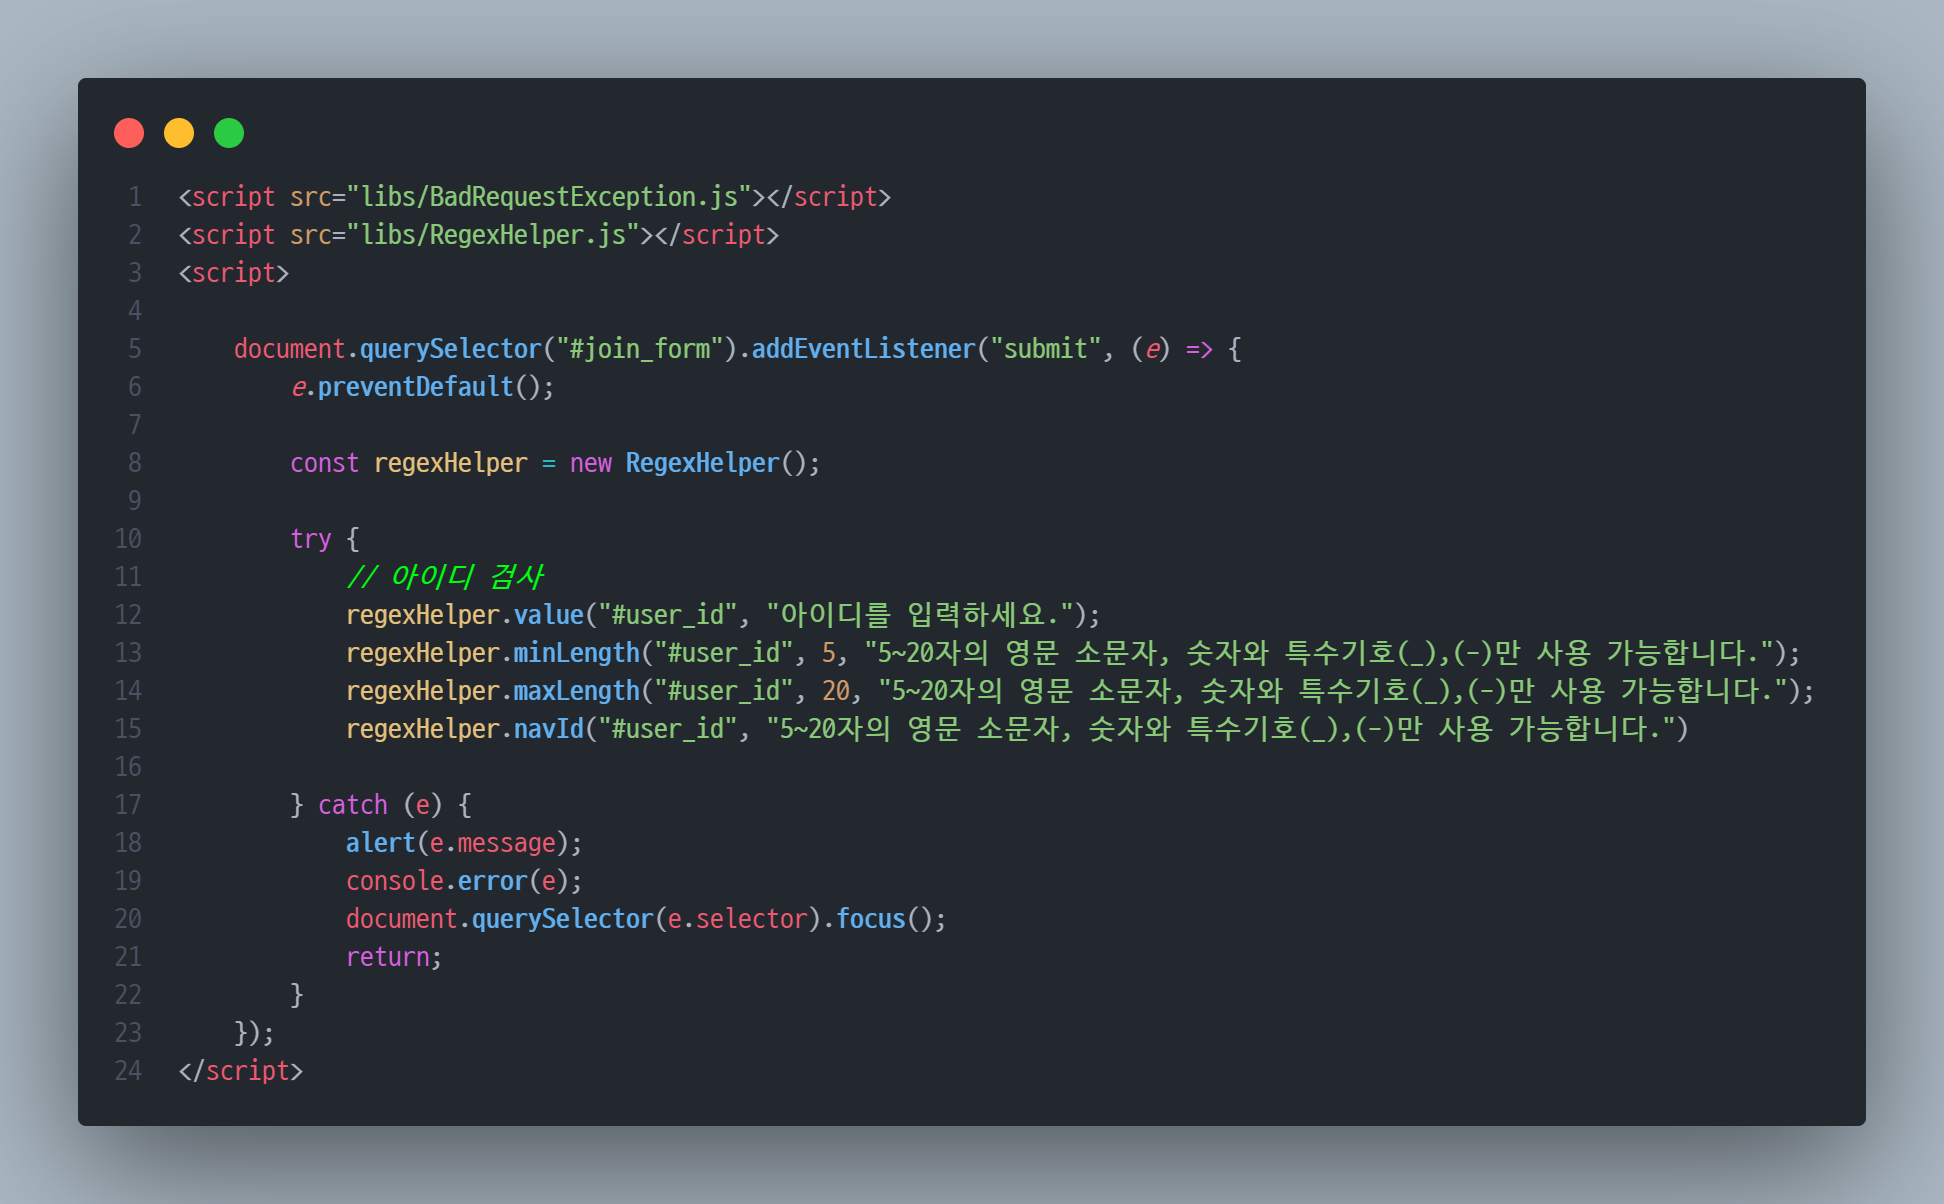 1 <script src="libs/BadRequestException.js"></script>
2 <script src="libs/RegexHelper.js"></script>
3 <script>
4
5     document.querySelector("#join_form").addEventListener("submit", (e) => {
6         e.preventDefault();
7
8         const regexHelper = new RegexHelper();
9
10         try {
11             // 아이디 검사
12             regexHelper.value("#user_id", "아이디를 입력하세요.");
13             regexHelper.minLength("#user_id", 5, "5~20자의 영문 소문자, 숫자와 특수기호(_),(-)만 사용 가능합니다.");
14             regexHelper.maxLength("#user_id", 20, "5~20자의 영문 소문자, 숫자와 특수기호(_),(-)만 사용 가능합니다.");
15             regexHelper.navId("#user_id", "5~20자의 영문 소문자, 숫자와 특수기호(_),(-)만 사용 가능합니다.")
16
17         } catch (e) {
18             alert(e.message);
19             console.error(e);
20             document.querySelector(e.selector).focus();
21             return;
22         }
23     });
24 </script>